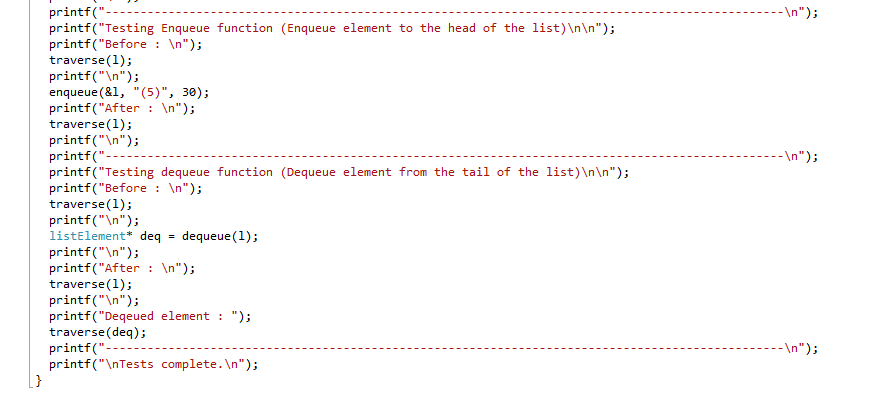 printf("-------------------------------------------------------------------------------------------------\n");
printf("Testing Enqueue function (Enqueue element to the head of the list)\n\n");
printf("Before : \n");
traverse(l);
printf("\n");
enqueue(&l, "(5)", 30);
printf("After : \n");
traverse(l);
printf("\n");
printf("-------------------------------------------------------------------------------------------------\n");
printf("Testing dequeue function (Dequeue element from the tail of the list)\n\n");
printf("Before : \n");
traverse(l);
printf("\n");
listElement* deq = dequeue(l);
printf("\n");
printf("After : \n");
traverse(l);
printf("\n");
printf("Deqeued element : ");
traverse(deq);
printf("-------------------------------------------------------------------------------------------------\n");
printf("\nTests complete.\n");
}